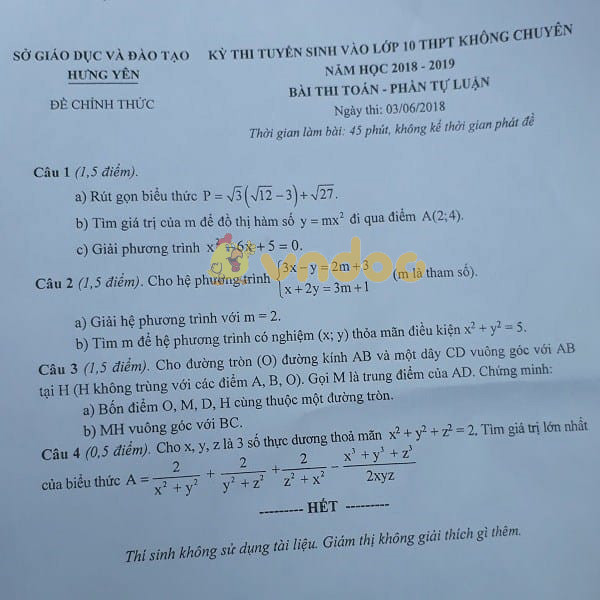 SỞ GIÁO DỤC VÀ ĐÀO TẠO
HƯNG YÊN
ĐỀ CHÍNH THỨC
KỲ THI TUYỂN SINH VÀO LỚP 10 THPT KHÔNG CHUYÊN
NĂM HỌC 2018 - 2019
BÀI THI TOÁN - PHẦN TỰ LUẬN
Ngày thi: 03/06/2018
Thời gian làm bài: 45 phút, không kể thời gian phát đề
Câu 1 (1,5 điểm).
a) Rút gọn biểu thức P = √3(√12 − 3) + √27.
b) Tìm giá trị của m để đồ thị hàm số y = mx² đi qua điểm A(2;4).
c) Giải phương trình x² − 6x + 5 = 0.
vndoc
Câu 2 (1,5 điểm). Cho hệ phương trình { 3x − y = 2m + 3
x + 2y = 3m + 1 (m là tham số).
a) Giải hệ phương trình với m = 2.
b) Tìm m để hệ phương trình có nghiệm (x; y) thỏa mãn điều kiện x² + y² = 5.
Câu 3 (1,5 điểm). Cho đường tròn (O) đường kính AB và một dây CD vuông góc với AB
tại H (H không trùng với các điểm A, B, O). Gọi M là trung điểm của AD. Chứng minh:
a) Bốn điểm O, M, D, H cùng thuộc một đường tròn.
b) MH vuông góc với BC.
Câu 4 (0,5 điểm). Cho x, y, z là 3 số thực dương thoả mãn x² + y² + z² = 2. Tìm giá trị lớn nhất
của biểu thức A = 2/(x² + y²) + 2/(y² + z²) + 2/(z² + x²) − (x³ + y³ + z³)/(2xyz)
--------- HẾT ---------
Thí sinh không sử dụng tài liệu. Giám thị không giải thích gì thêm.